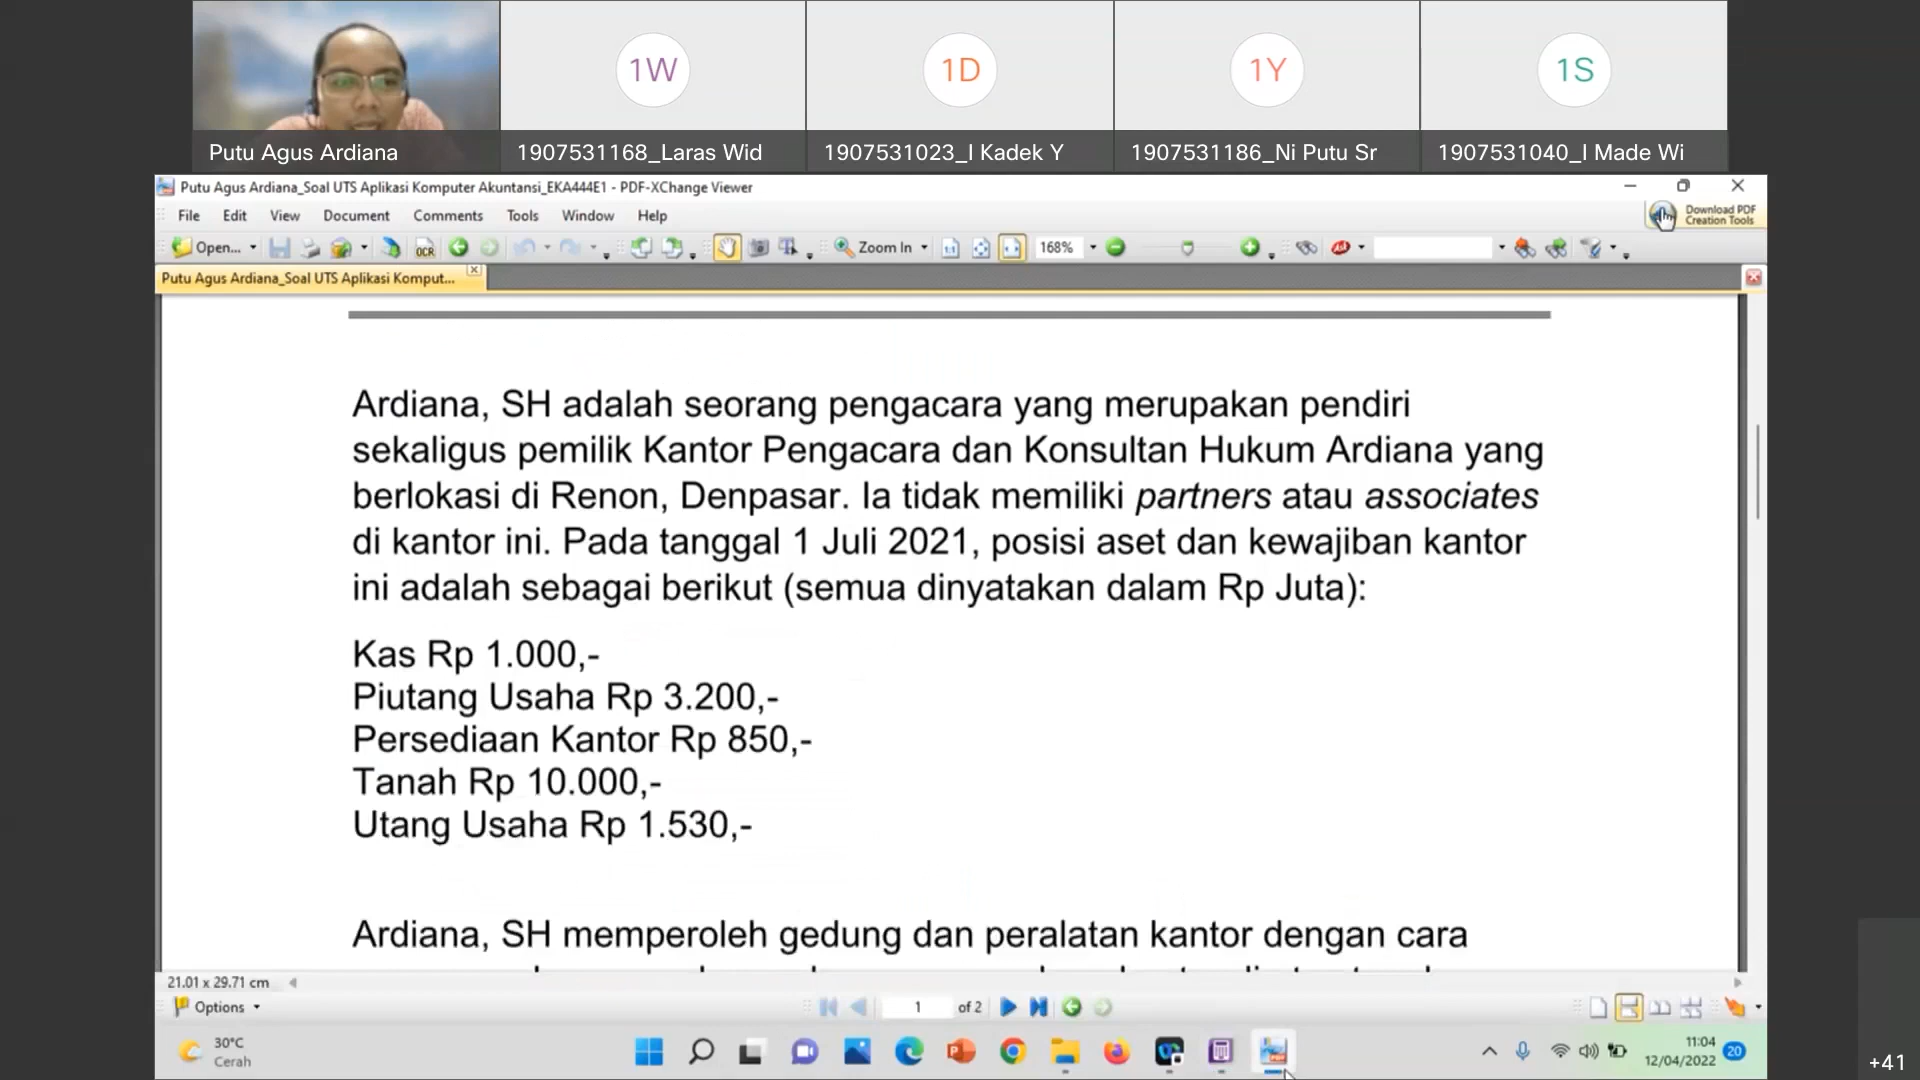 1W
1D
1Y
1S
Putu Agus Ardiana
1907531168_Laras Wid
1907531023_I Kadek Y
1907531186_Ni Putu Sr
1907531040_I Made Wi
Putu Agus Ardiana_Soal UTS Aplikasi Komputer Akuntansi_EKA444E1 - PDF-XChange Viewer
File Edit View Document Comments Tools Window Help
Download PDF
Creation Tools
Open... OCR Zoom In 168%
Putu Agus Ardiana_Soal UTS Aplikasi Komput...
Ardiana, SH adalah seorang pengacara yang merupakan pendiri
sekaligus pemilik Kantor Pengacara dan Konsultan Hukum Ardiana yang
berlokasi di Renon, Denpasar. Ia tidak memiliki partners atau associates
di kantor ini. Pada tanggal 1 Juli 2021, posisi aset dan kewajiban kantor
ini adalah sebagai berikut (semua dinyatakan dalam Rp Juta):
Kas Rp 1.000,-
Piutang Usaha Rp 3.200,-
Persediaan Kantor Rp 850,-
Tanah Rp 10.000,-
Utang Usaha Rp 1.530,-
Ardiana, SH memperoleh gedung dan peralatan kantor dengan cara
21.01 x 29.71 cm
Options
1 of 2
30°C
Cerah
11:04
12/04/2022
20
+41